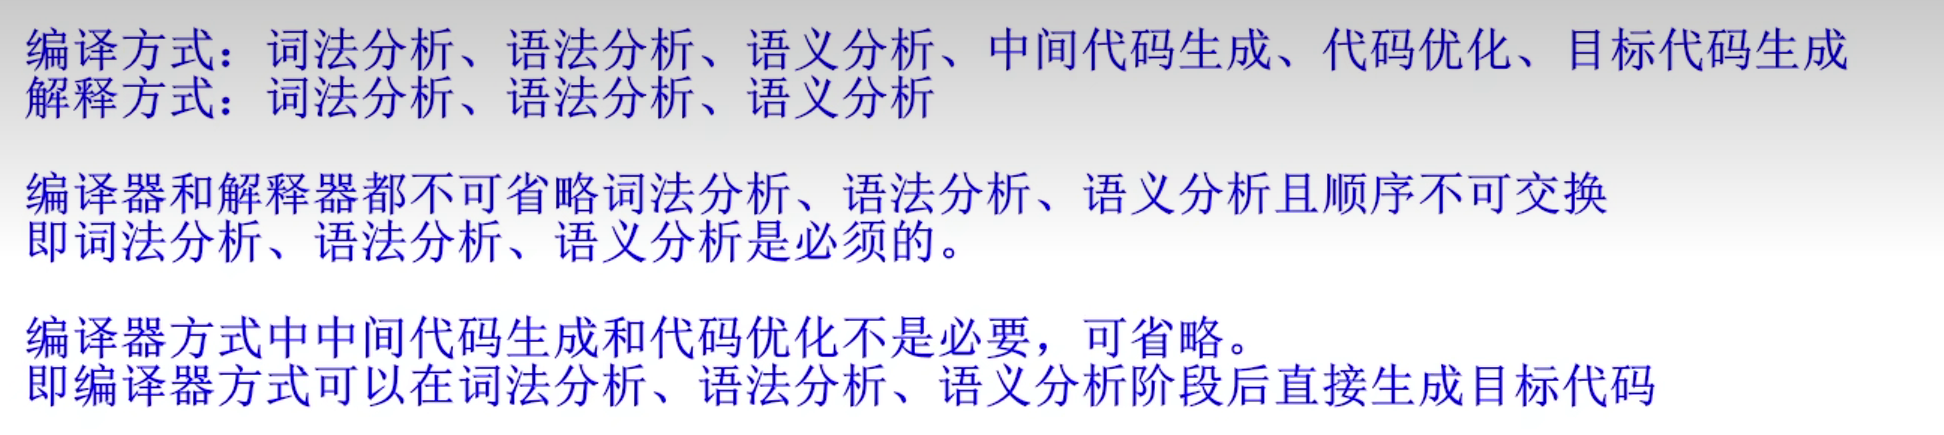 编译方式：词法分析、语法分析、语义分析、中间代码生成、代码优化、目标代码生成
解释方式：词法分析、语法分析、语义分析
编译器和解释器都不可省略词法分析、语法分析、语义分析且顺序不可交换
即词法分析、语法分析、语义分析是必须的。
编译器方式中中间代码生成和代码优化不是必要，可省略。
即编译器方式可以在词法分析、语法分析、语义分析阶段后直接生成目标代码